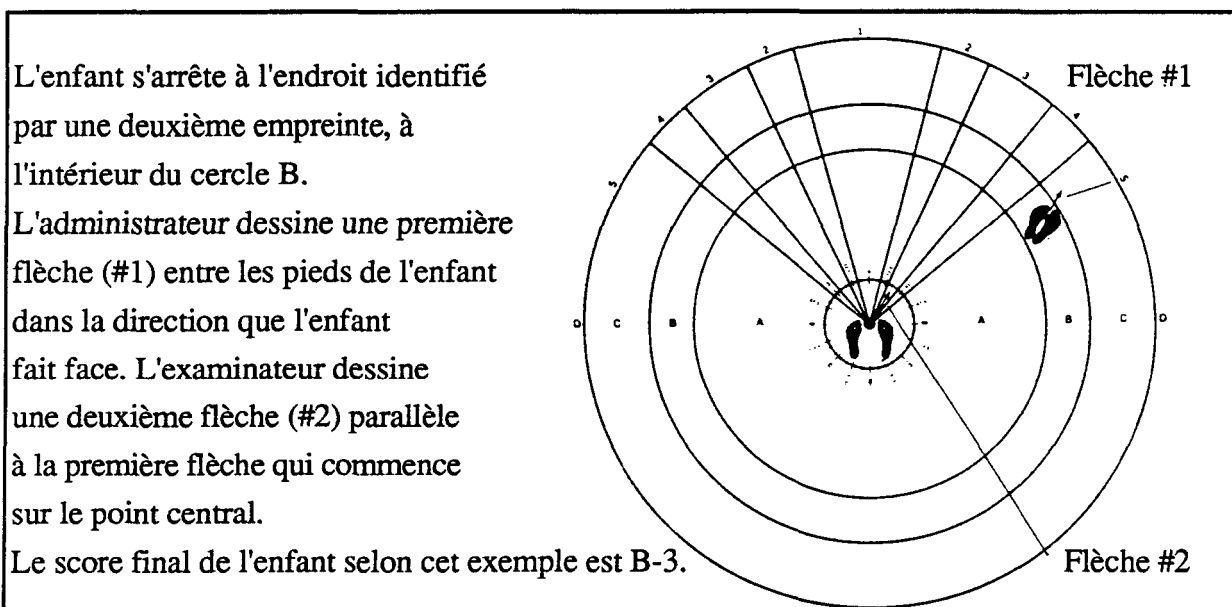 L'enfant s'arrête à l'endroit identifié
par une deuxième empreinte, à
l'intérieur du cercle B.
L'administrateur dessine une première
flèche (#1) entre les pieds de l'enfant
dans la direction que l'enfant
fait face. L'examinateur dessine
une deuxième flèche (#2) parallèle
à la première flèche qui commence
sur le point central.
Le score final de l'enfant selon cet exemple est B-3.
Flèche #1
1
2 2
3 3
4 4
5 5
D C B A A B C D
Flèche #2